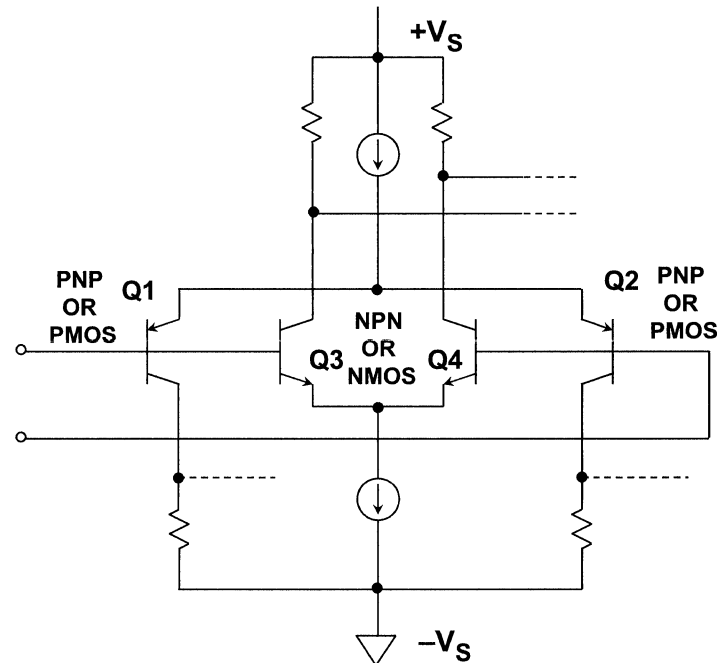 +VS
PNP
OR
PMOS
Q1
Q2
PNP
OR
PMOS
NPN
OR
NMOS
Q3
Q4
–VS